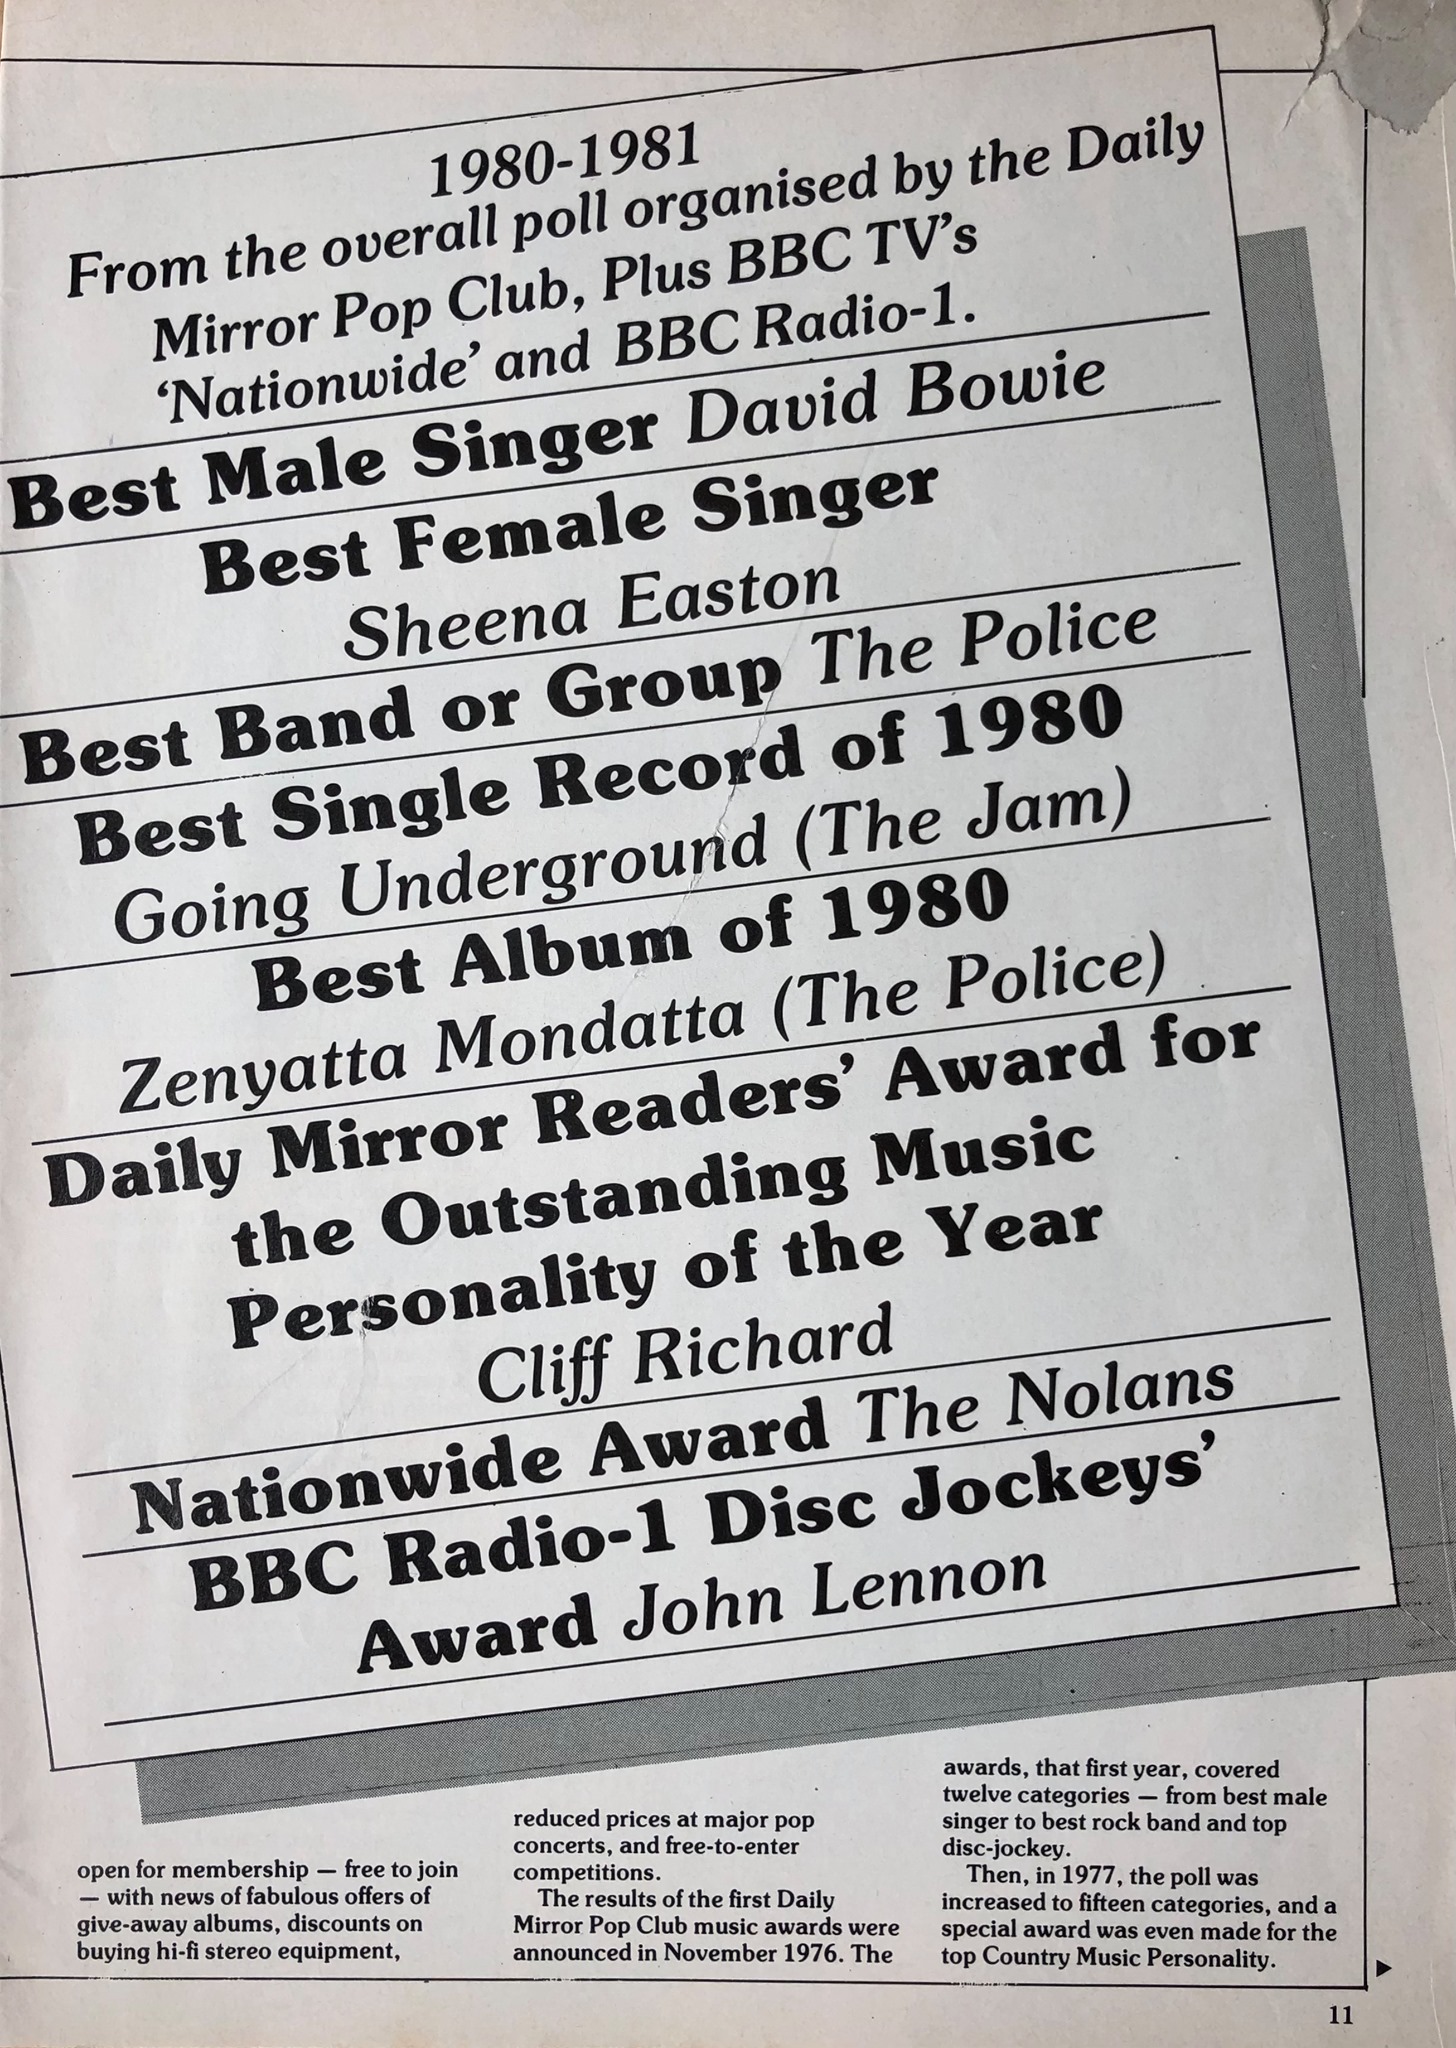 1980-1981
From the overall poll organised by the Daily
Mirror Pop Club, Plus BBC TV's
'Nationwide' and BBC Radio-1.
Best Male Singer David Bowie
Best Female Singer
Sheena Easton
Best Band or Group The Police
Best Single Record of 1980
Going Underground (The Jam)
Best Album of 1980
Zenyatta Mondatta (The Police)
Daily Mirror Readers' Award for
the Outstanding Music
Personality of the Year
Cliff Richard
Nationwide Award The Nolans
BBC Radio-1 Disc Jockeys'
Award John Lennon
open for membership — free to join
— with news of fabulous offers of
give-away albums, discounts on
buying hi-fi stereo equipment,
reduced prices at major pop
concerts, and free-to-enter
competitions.
The results of the first Daily
Mirror Pop Club music awards were
announced in November 1976. The
awards, that first year, covered
twelve categories — from best male
singer to best rock band and top
disc-jockey.
Then, in 1977, the poll was
increased to fifteen categories, and a
special award was even made for the
top Country Music Personality.
11